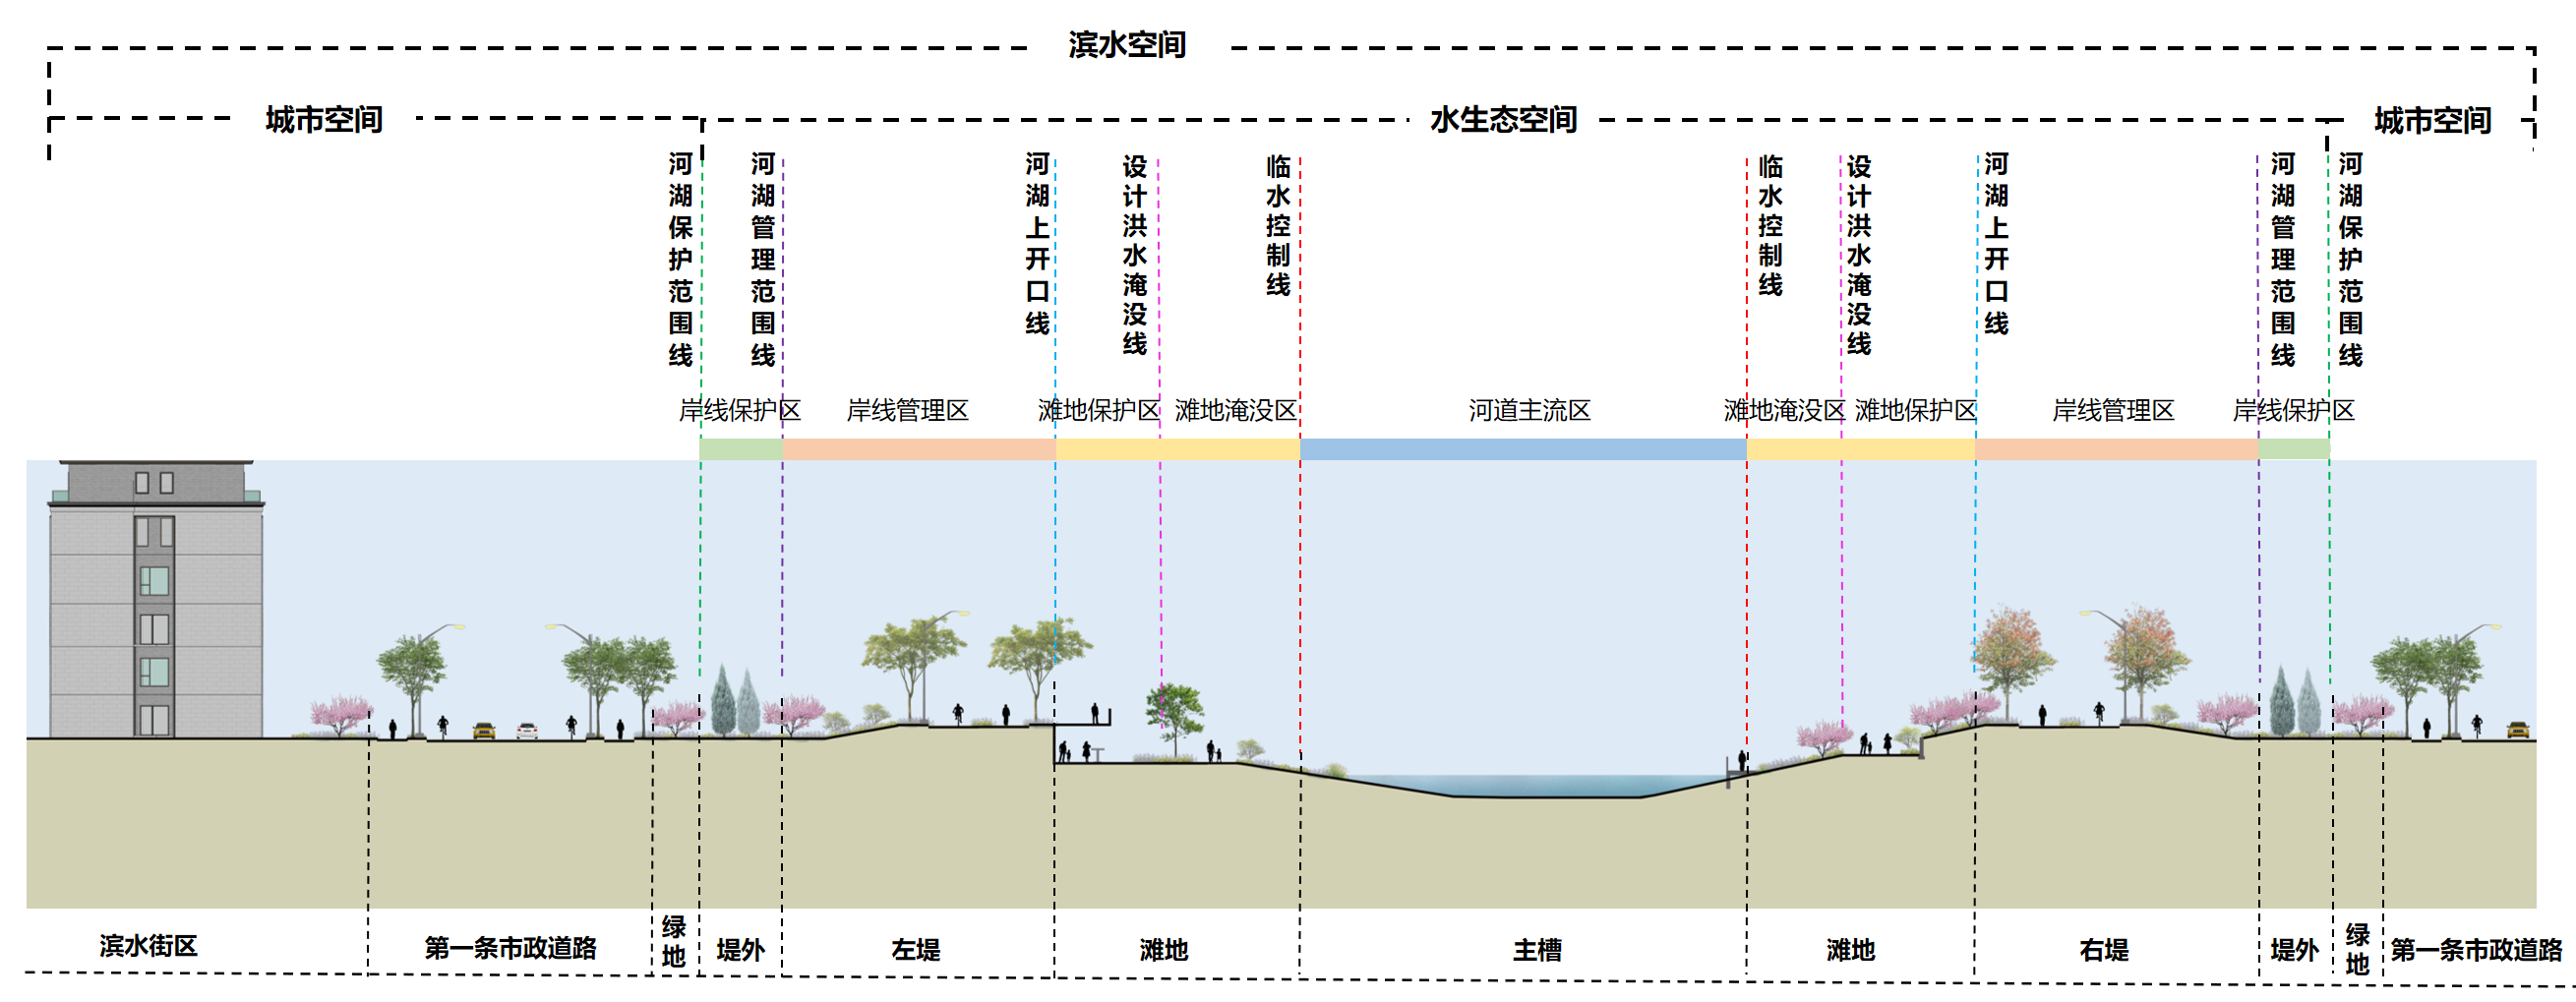 滨水空间
城市空间
水生态空间
城市空间
河湖保护范围线
河湖管理范围线
河湖上开口线
设计洪水淹没线
临水控制线
临水控制线
设计洪水淹没线
河湖上开口线
河湖管理范围线
河湖保护范围线
岸线保护区
岸线管理区
滩地保护区
滩地淹没区
河道主流区
滩地淹没区
滩地保护区
岸线管理区
岸线保护区
滨水街区
第一条市政道路
绿地
堤外
左堤
滩地
主槽
滩地
右堤
堤外
绿地
第一条市政道路